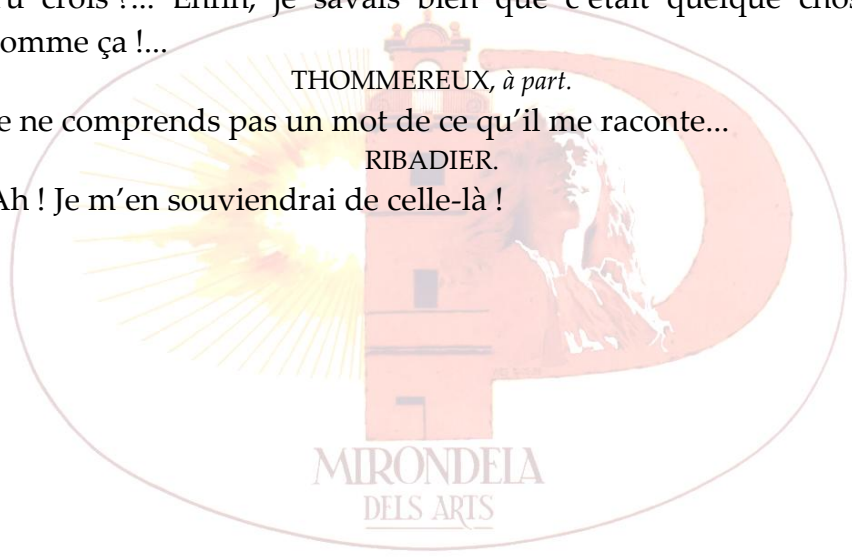 Tu crois ?... Enfin, je savais bien que c'était quelque chos
omme ça !...
THOMMEREUX, à part.
e ne comprends pas un mot de ce qu'il me raconte...
RIBADIER.
Ah ! Je m'en souviendrai de celle-là !
MIRONDELA
DELS ARTS